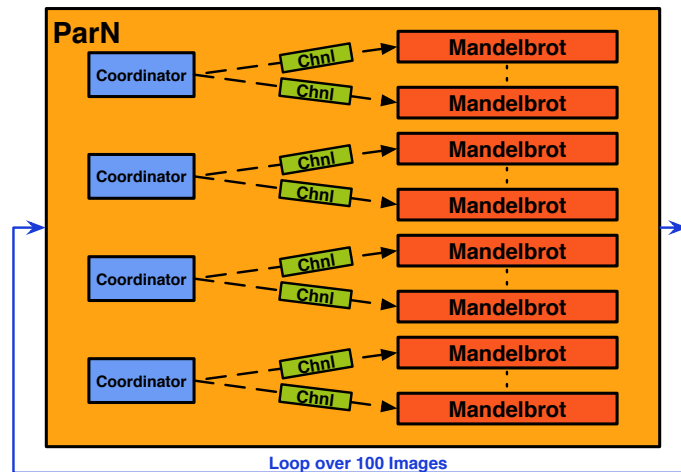 ParN
Chnl
Mandelbrot
Coordinator
Chnl
Mandelbrot
Chnl
Mandelbrot
Coordinator
Chnl
Mandelbrot
Chnl
Mandelbrot
Coordinator
Chnl
Mandelbrot
Chnl
Mandelbrot
Coordinator
Chnl
Mandelbrot
Loop over 100 Images